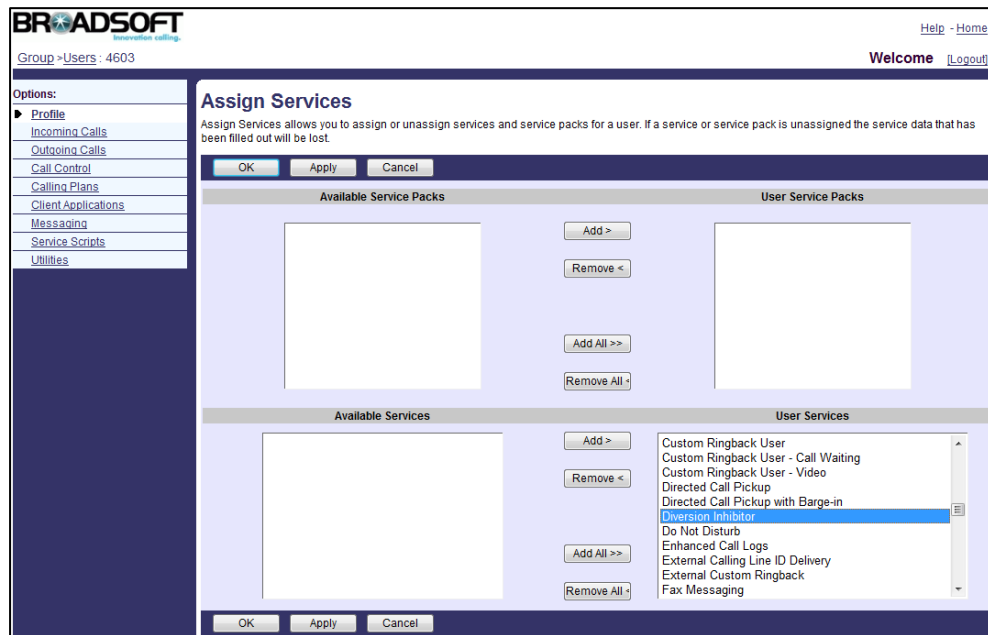 BROADSOFT
innovation calling.
Help - Home
Group >Users : 4603
Welcome [Logout]
Options:
Profile
Incoming Calls
Outgoing Calls
Call Control
Calling Plans
Client Applications
Messaging
Service Scripts
Utilities
Assign Services
Assign Services allows you to assign or unassign services and service packs for a user. If a service or service pack is unassigned the service data that has
been filled out will be lost.
OK Apply Cancel
Available Service Packs User Service Packs
Add >
Remove <
Add All >>
Remove All <
Available Services User Services
Add >
Remove <
Add All >>
Remove All <
Custom Ringback User
Custom Ringback User - Call Waiting
Custom Ringback User - Video
Directed Call Pickup
Directed Call Pickup with Barge-in
Diversion Inhibitor
Do Not Disturb
Enhanced Call Logs
External Calling Line ID Delivery
External Custom Ringback
Fax Messaging
OK Apply Cancel